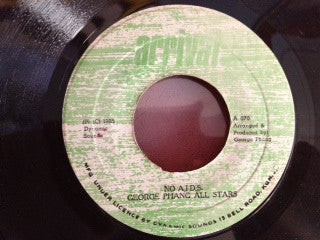 arrival
(P) (C) 1985
Dynamic
Sounds
A 070
Arranged &
Produced by:
George Phang
NO A.I.D.S.
GEORGE PHANG ALL STARS
MFG UNDER LICENCE BY DYNAMIC SOUNDS 15 BELL ROAD, KGN.